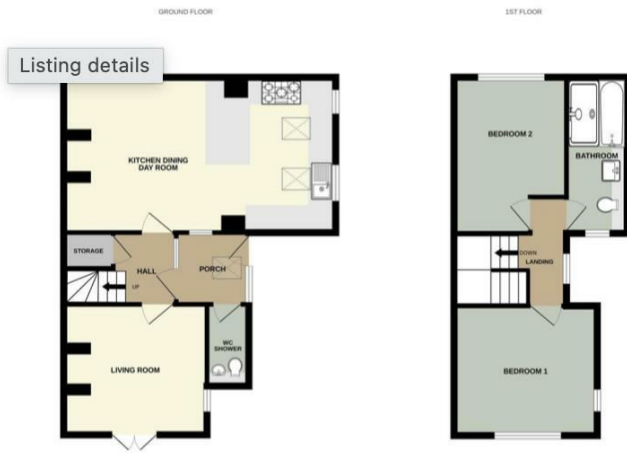 GROUND FLOOR
1ST FLOOR
Listing details
KITCHEN DINING
DAY ROOM
STORAGE
HALL
PORCH
UP
LIVING ROOM
WC
SHOWER
BEDROOM 2
BATHROOM
DOWN
LANDING
BEDROOM 1